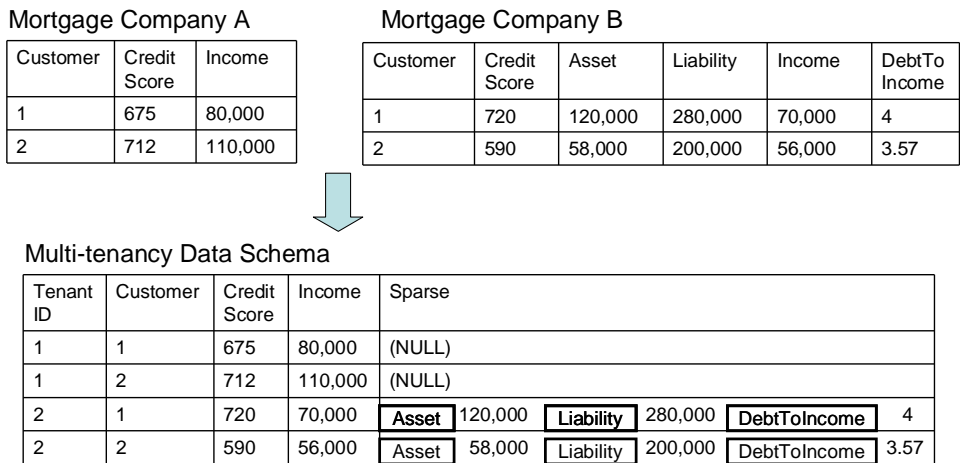 Mortgage Company A
Mortgage Company B
Customer Credit Score Income
1 675 80,000
2 712 110,000
Customer Credit Score Asset Liability Income DebtTo Income
1 720 120,000 280,000 70,000 4
2 590 58,000 200,000 56,000 3.57
Multi-tenancy Data Schema
Tenant ID Customer Credit Score Income Sparse
1 1 675 80,000 (NULL)
1 2 712 110,000 (NULL)
2 1 720 70,000 Asset 120,000 Liability 280,000 DebtToIncome 4
2 2 590 56,000 Asset 58,000 Liability 200,000 DebtToIncome 3.57